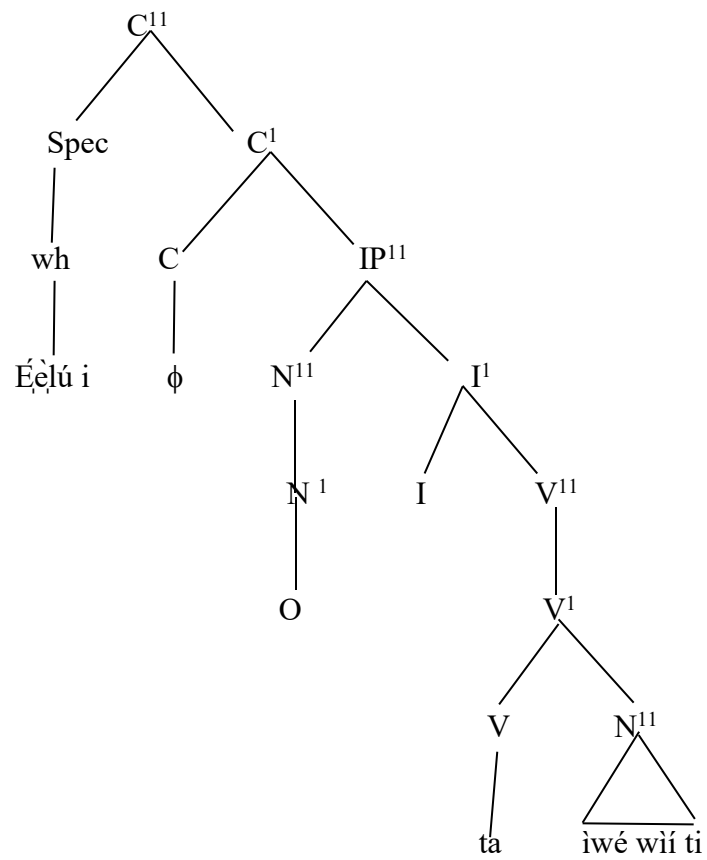 C¹¹
Spec C¹
wh C IP¹¹
Ẹ́ẹ̀lú i ϕ N¹¹ I¹
N ¹ I V¹¹
O V¹
V N¹¹
ta ìwé wìí ti